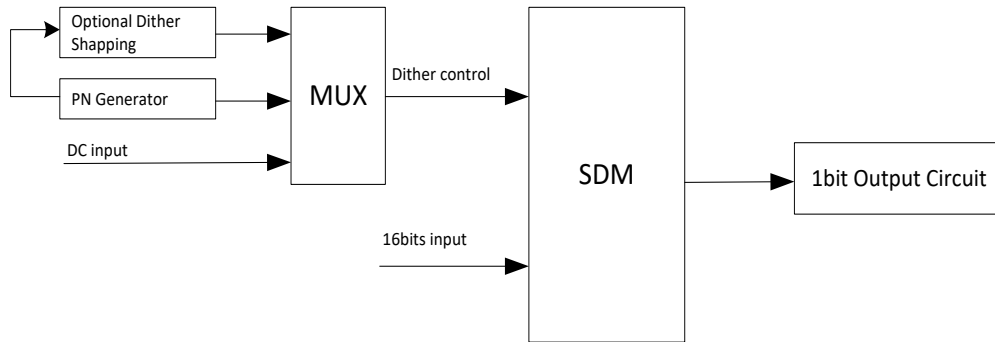 Optional Dither
Shapping
PN Generator
DC input
MUX
Dither control
16bits input
SDM
1bit Output Circuit